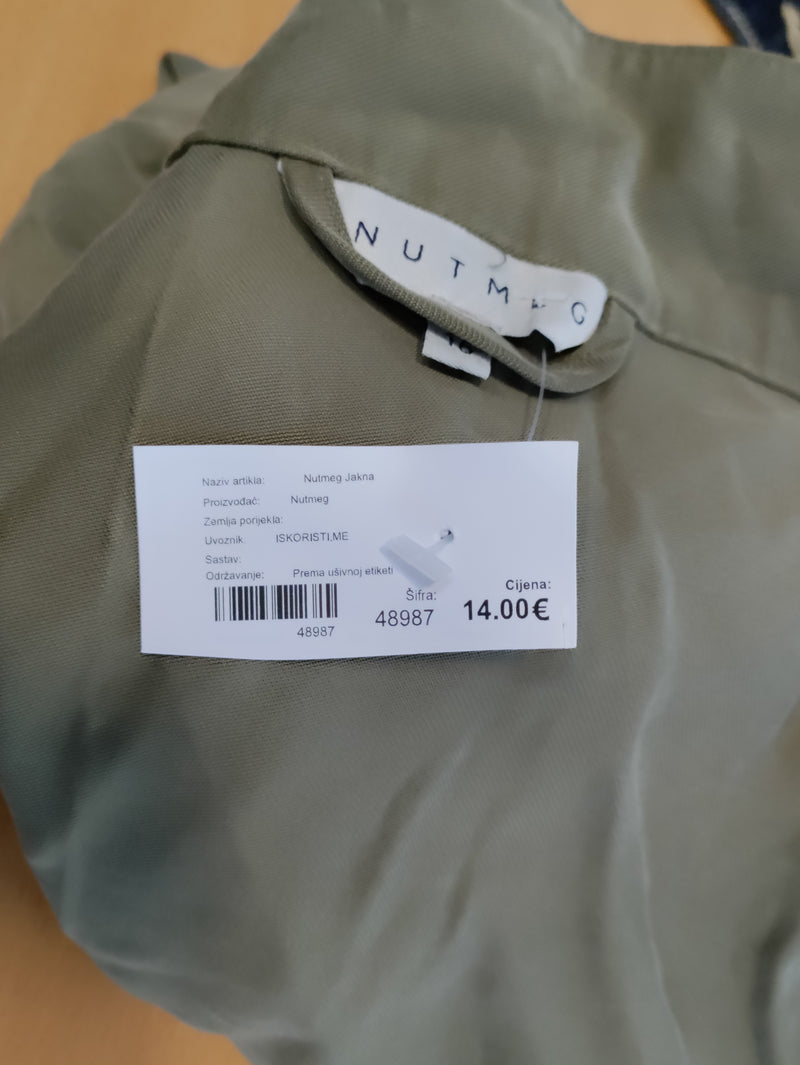 NUTMEG
Naziv artikla: Nutmeg Jakna
Proizvođač: Nutmeg
Zemlja porijekla:
Uvoznik ISKORISTI,ME
Sastav:
Održavanje: Prema ušivnoj etiketi
48987
Šifra:
48987
Cijena:
14.00€